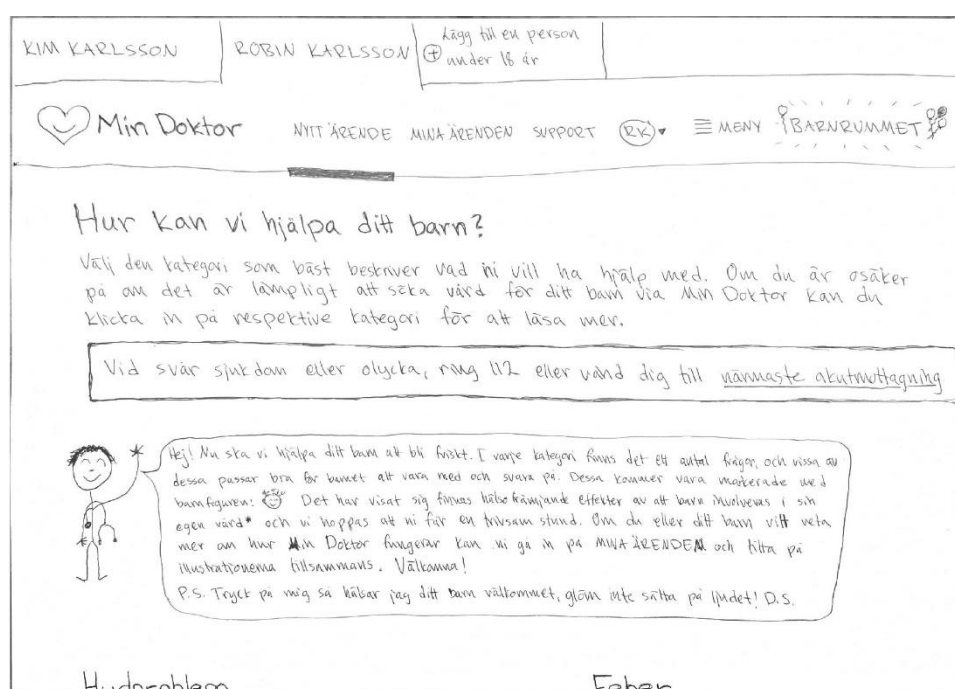 KIM KARLSSON
ROBIN KARLSSON
Lägg till en person
under 18 år
Min Doktor
NYTT ÄRENDE
MINA ÄRENDEN
SUPPORT
RK
MENY
BARNRUMMET
Hur kan vi hjälpa ditt barn?
Välj den kategori som bäst beskriver vad ni vill ha hjälp med. Om du är osäker
på om det är lämpligt att söka vård för ditt barn via Min Doktor kan du
klicka in på respektive kategori för att läsa mer.
Vid svår sjukdom eller olycka, ring 112 eller vänd dig till närmaste akutmottagning
Hej! Nu ska vi hjälpa ditt barn att bli friskt. I varje kategori finns det ett antal frågor, och vissa av
dessa passar bra för barnet att vara med och svara på. Dessa kommer vara markerade med
barnfiguren! Det har visat sig finnas hälsofrämjande effekter av att barn involveras i sin
egen vård* och vi hoppas att ni får en trivsam stund. Om du eller ditt barn vill veta
mer om hur Min Doktor fungerar kan ni gå in på MINA ÄRENDEN och titta på
illustrationerna tillsammans. Välkomna!
P.S. Tryck på mig så hälsar jag ditt barn välkommet, glöm inte sätta på ljudet! D.S.
Hudproblem
Feber